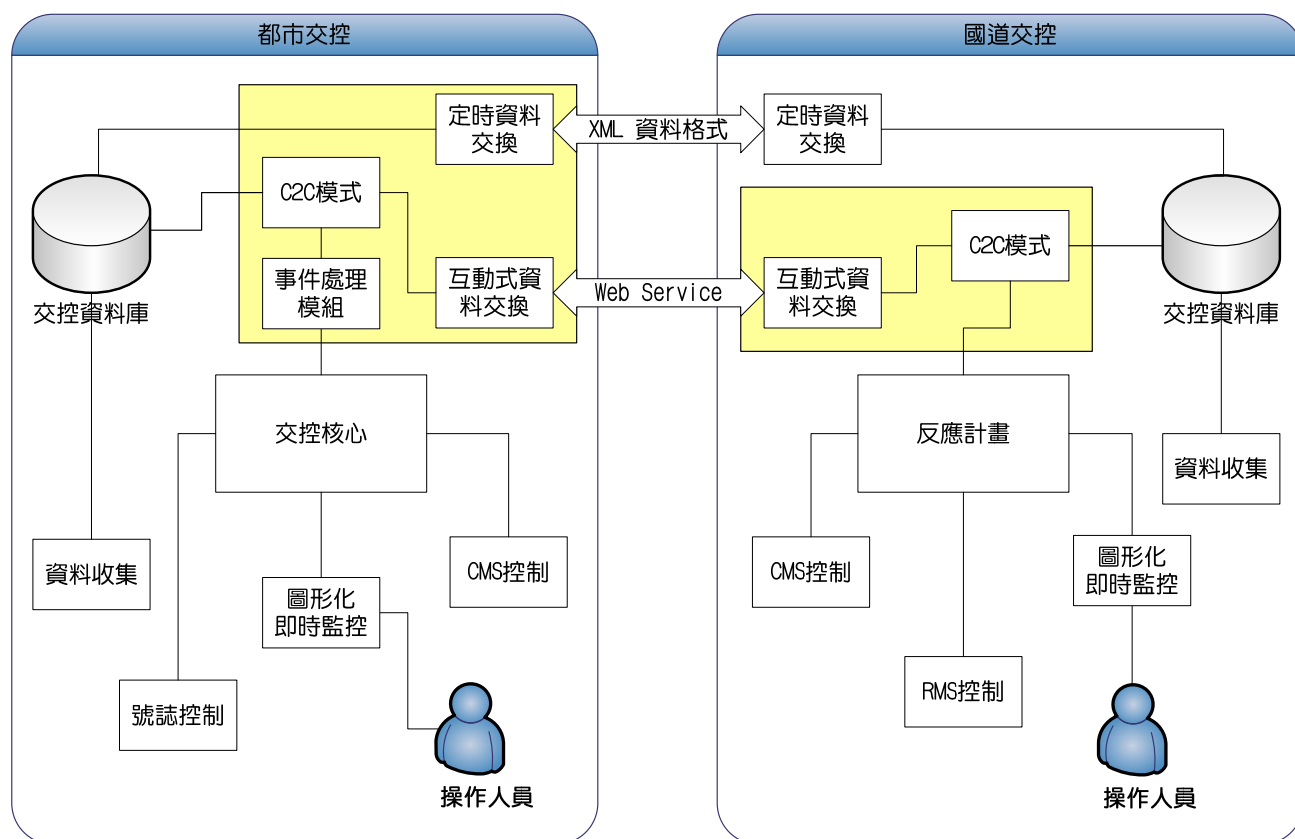 都市交控
國道交控
定時資料
交換
XML 資料格式
定時資料
交換
C2C模式
C2C模式
事件處理
模組
互動式資
料交換
Web Service
互動式資
料交換
交控資料庫
交控資料庫
交控核心
反應計畫
資料收集
資料收集
CMS控制
CMS控制
圖形化
即時監控
圖形化
即時監控
號誌控制
RMS控制
操作人員
操作人員